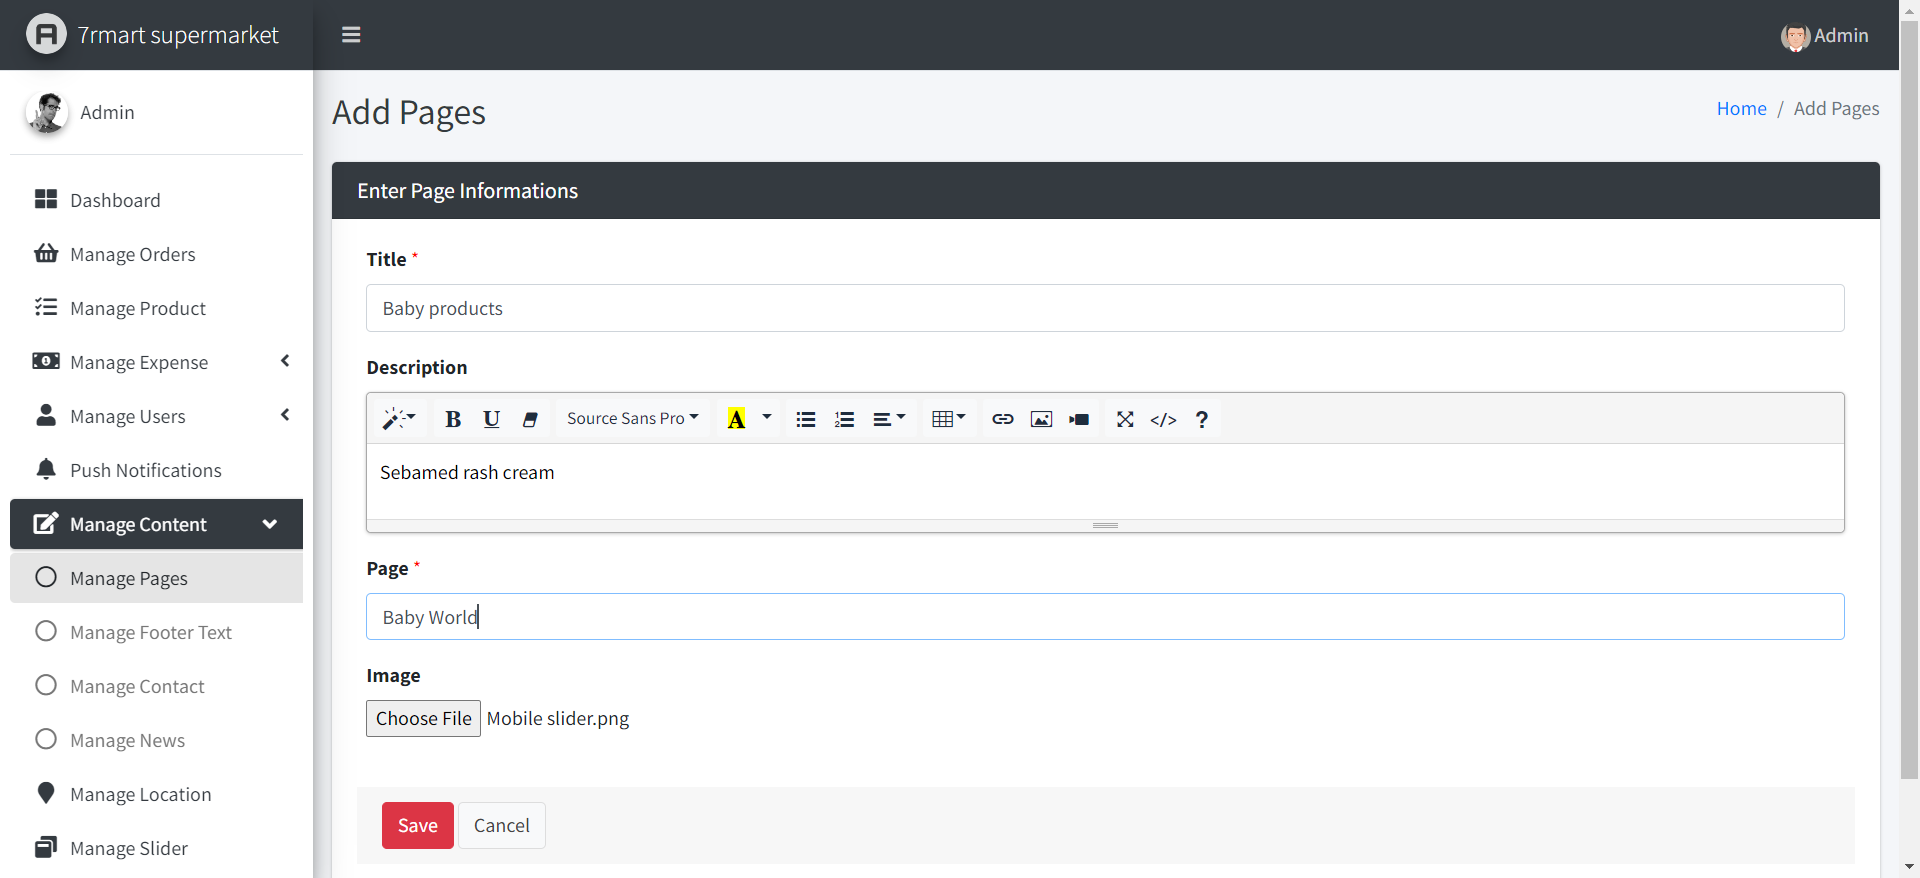 7rmart supermarket
Admin
Admin
Dashboard
Manage Orders
Manage Product
Manage Expense
Manage Users
Push Notifications
Manage Content
Manage Pages
Manage Footer Text
Manage Contact
Manage News
Manage Location
Manage Slider
Add Pages
Home / Add Pages
Enter Page Informations
Title *
Baby products
Description
B U Source Sans Pro A </> ?
Sebamed rash cream
Page *
Baby World
Image
Choose File Mobile slider.png
Save Cancel